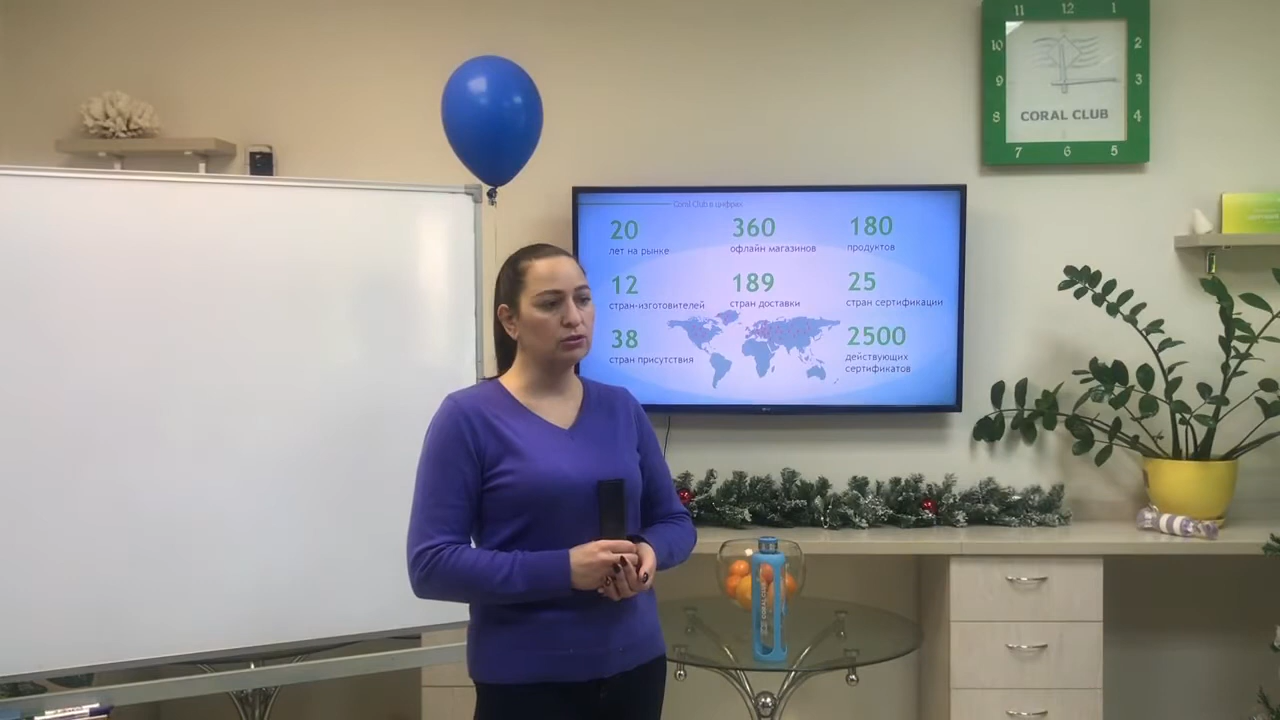 Coral Club в цифрах
20
лет на рынке
360
офлайн магазинов
180
продуктов
12
стран-изготовителей
189
стран доставки
25
стран сертификации
38
стран присутствия
2500
действующих
сертификатов
11 12 1
10 2
9 3
8 4
7 6 5
CORAL CLUB
CORAL CLUB